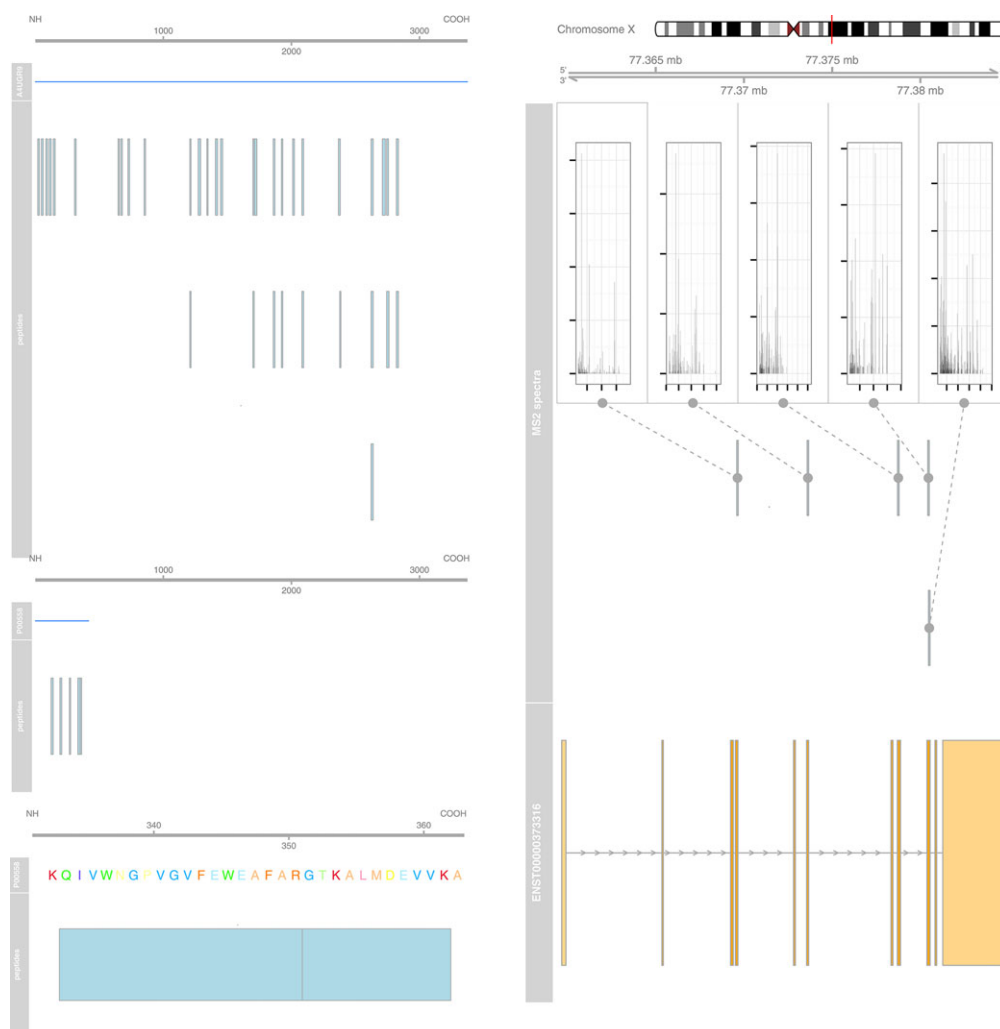 NH COOH
1000 2000 3000
A4UGR9
peptides
NH COOH
1000 2000 3000
P00558
peptides
NH COOH
340 350 360
P00558
KQIVWNGPVGVFEWEAFARGTKALMDEVVKA
peptides
Chromosome X
5'
3'
77.365 mb 77.375 mb
77.37 mb 77.38 mb
MS2 spectra
ENST00000373316